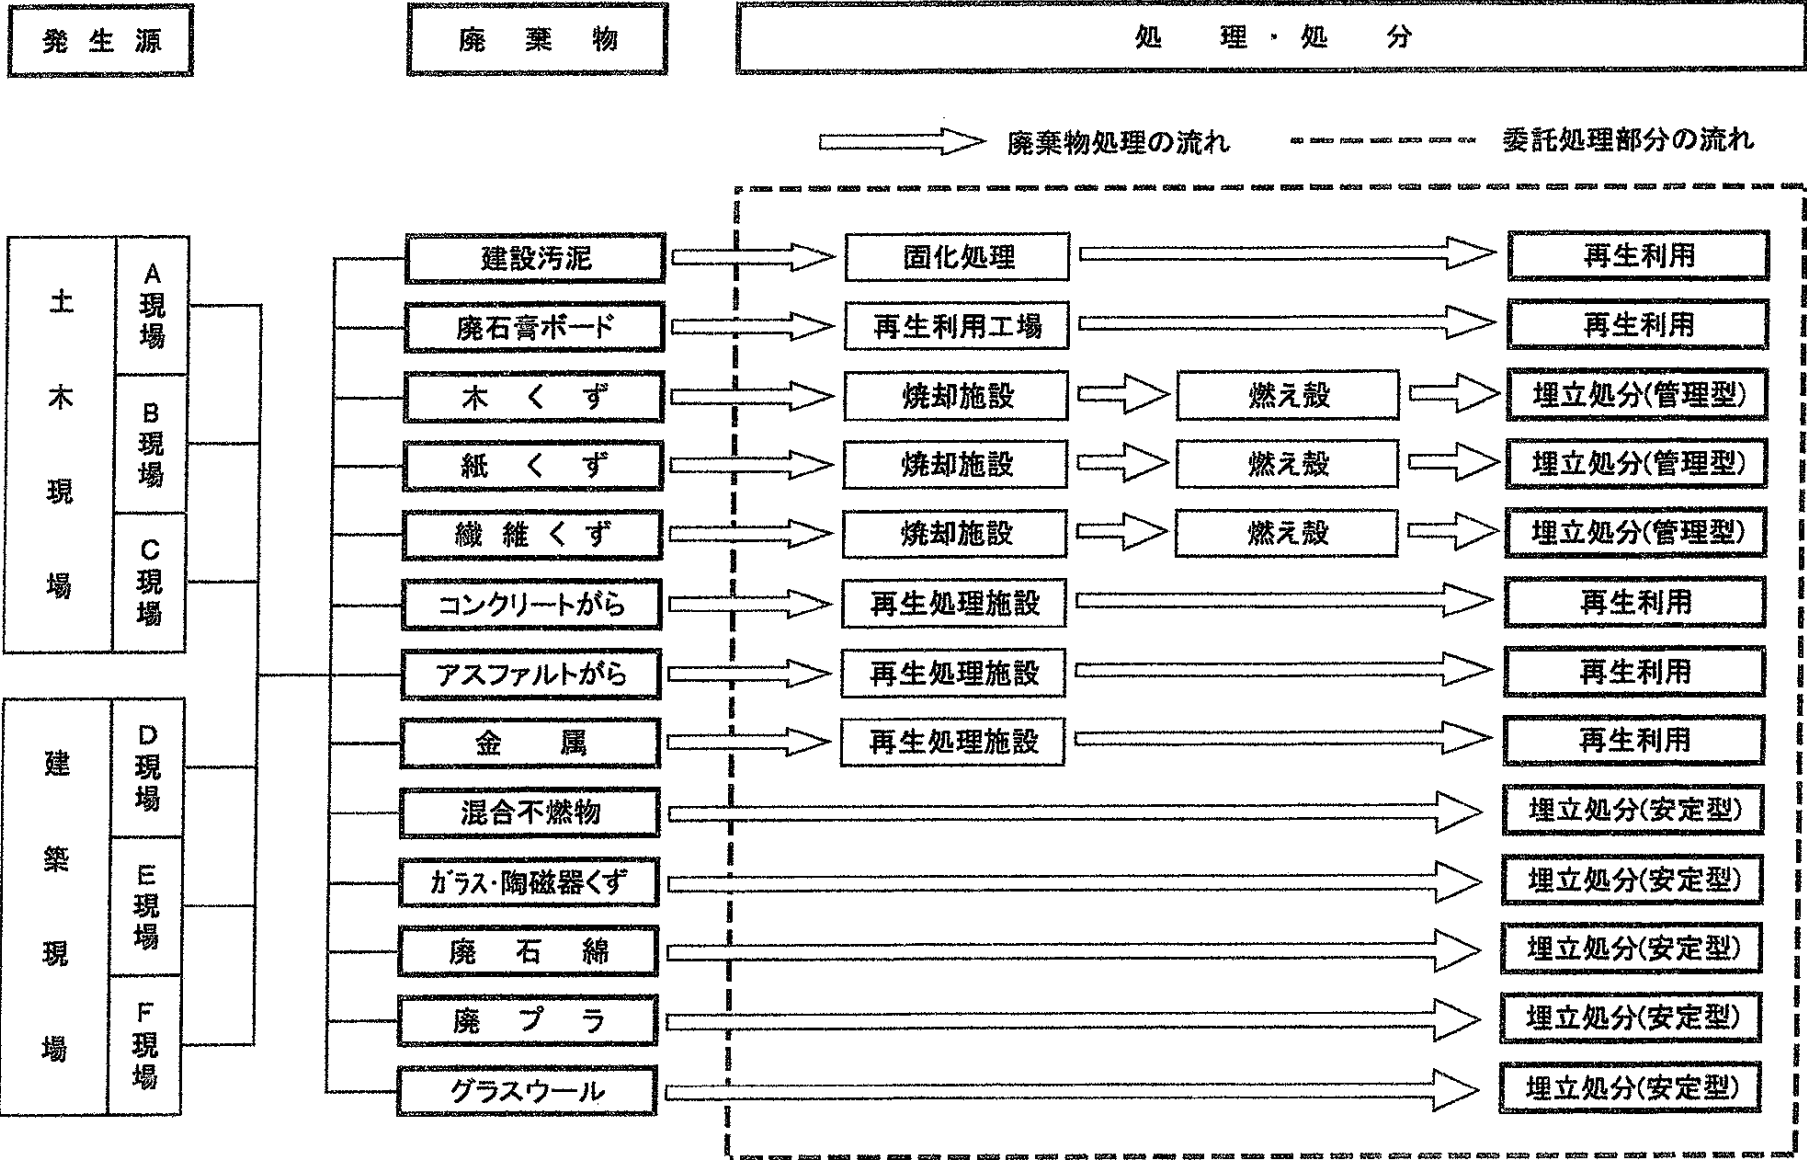 発生源
廃棄物
処理・処分
廃棄物処理の流れ
委託処理部分の流れ
土木現場
A現場
B現場
C現場
建築現場
D現場
E現場
F現場
建設汚泥
固化処理
再生利用
廃石膏ボード
再生利用工場
再生利用
木くず
焼却施設
燃え殻
埋立処分(管理型)
紙くず
焼却施設
燃え殻
埋立処分(管理型)
繊維くず
焼却施設
燃え殻
埋立処分(管理型)
コンクリートがら
再生処理施設
再生利用
アスファルトがら
再生処理施設
再生利用
金属
再生処理施設
再生利用
混合不燃物
埋立処分(安定型)
ガラス・陶磁器くず
埋立処分(安定型)
廃石綿
埋立処分(安定型)
廃プラ
埋立処分(安定型)
グラスウール
埋立処分(安定型)